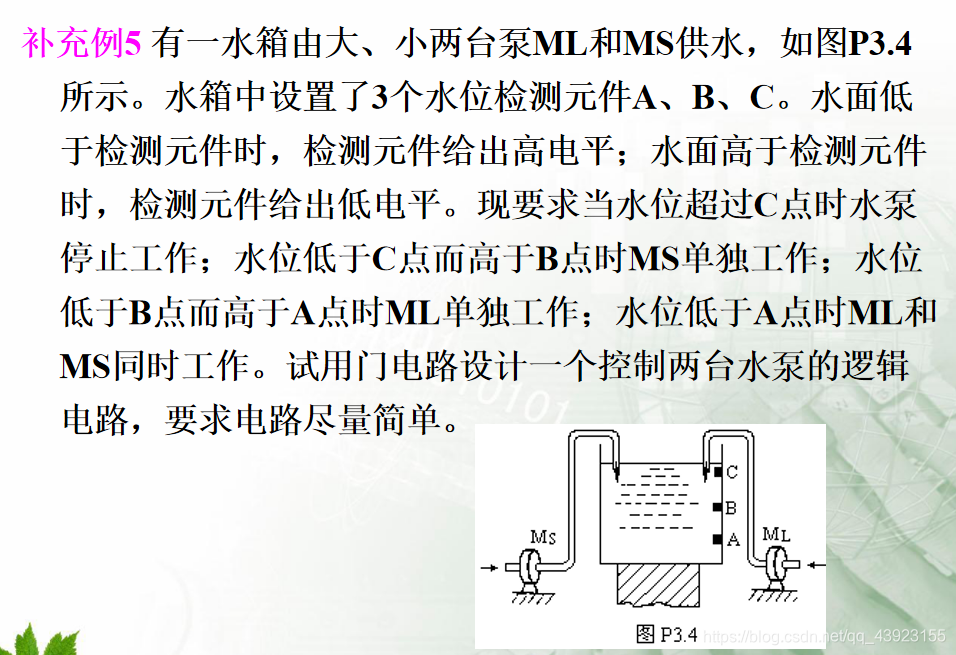 补充例5 有一水箱由大、小两台泵ML和MS供水，如图P3.4
所示。水箱中设置了3个水位检测元件A、B、C。水面低
于检测元件时，检测元件给出高电平；水面高于检测元件
时，检测元件给出低电平。现要求当水位超过C点时水泵
停止工作；水位低于C点而高于B点时MS单独工作；水位
低于B点而高于A点时ML单独工作；水位低于A点时ML和
MS同时工作。试用门电路设计一个控制两台水泵的逻辑
电路，要求电路尽量简单。
C
B
A
MS
ML
图 P3.4
https://blog.csdn.net/qq_43923155